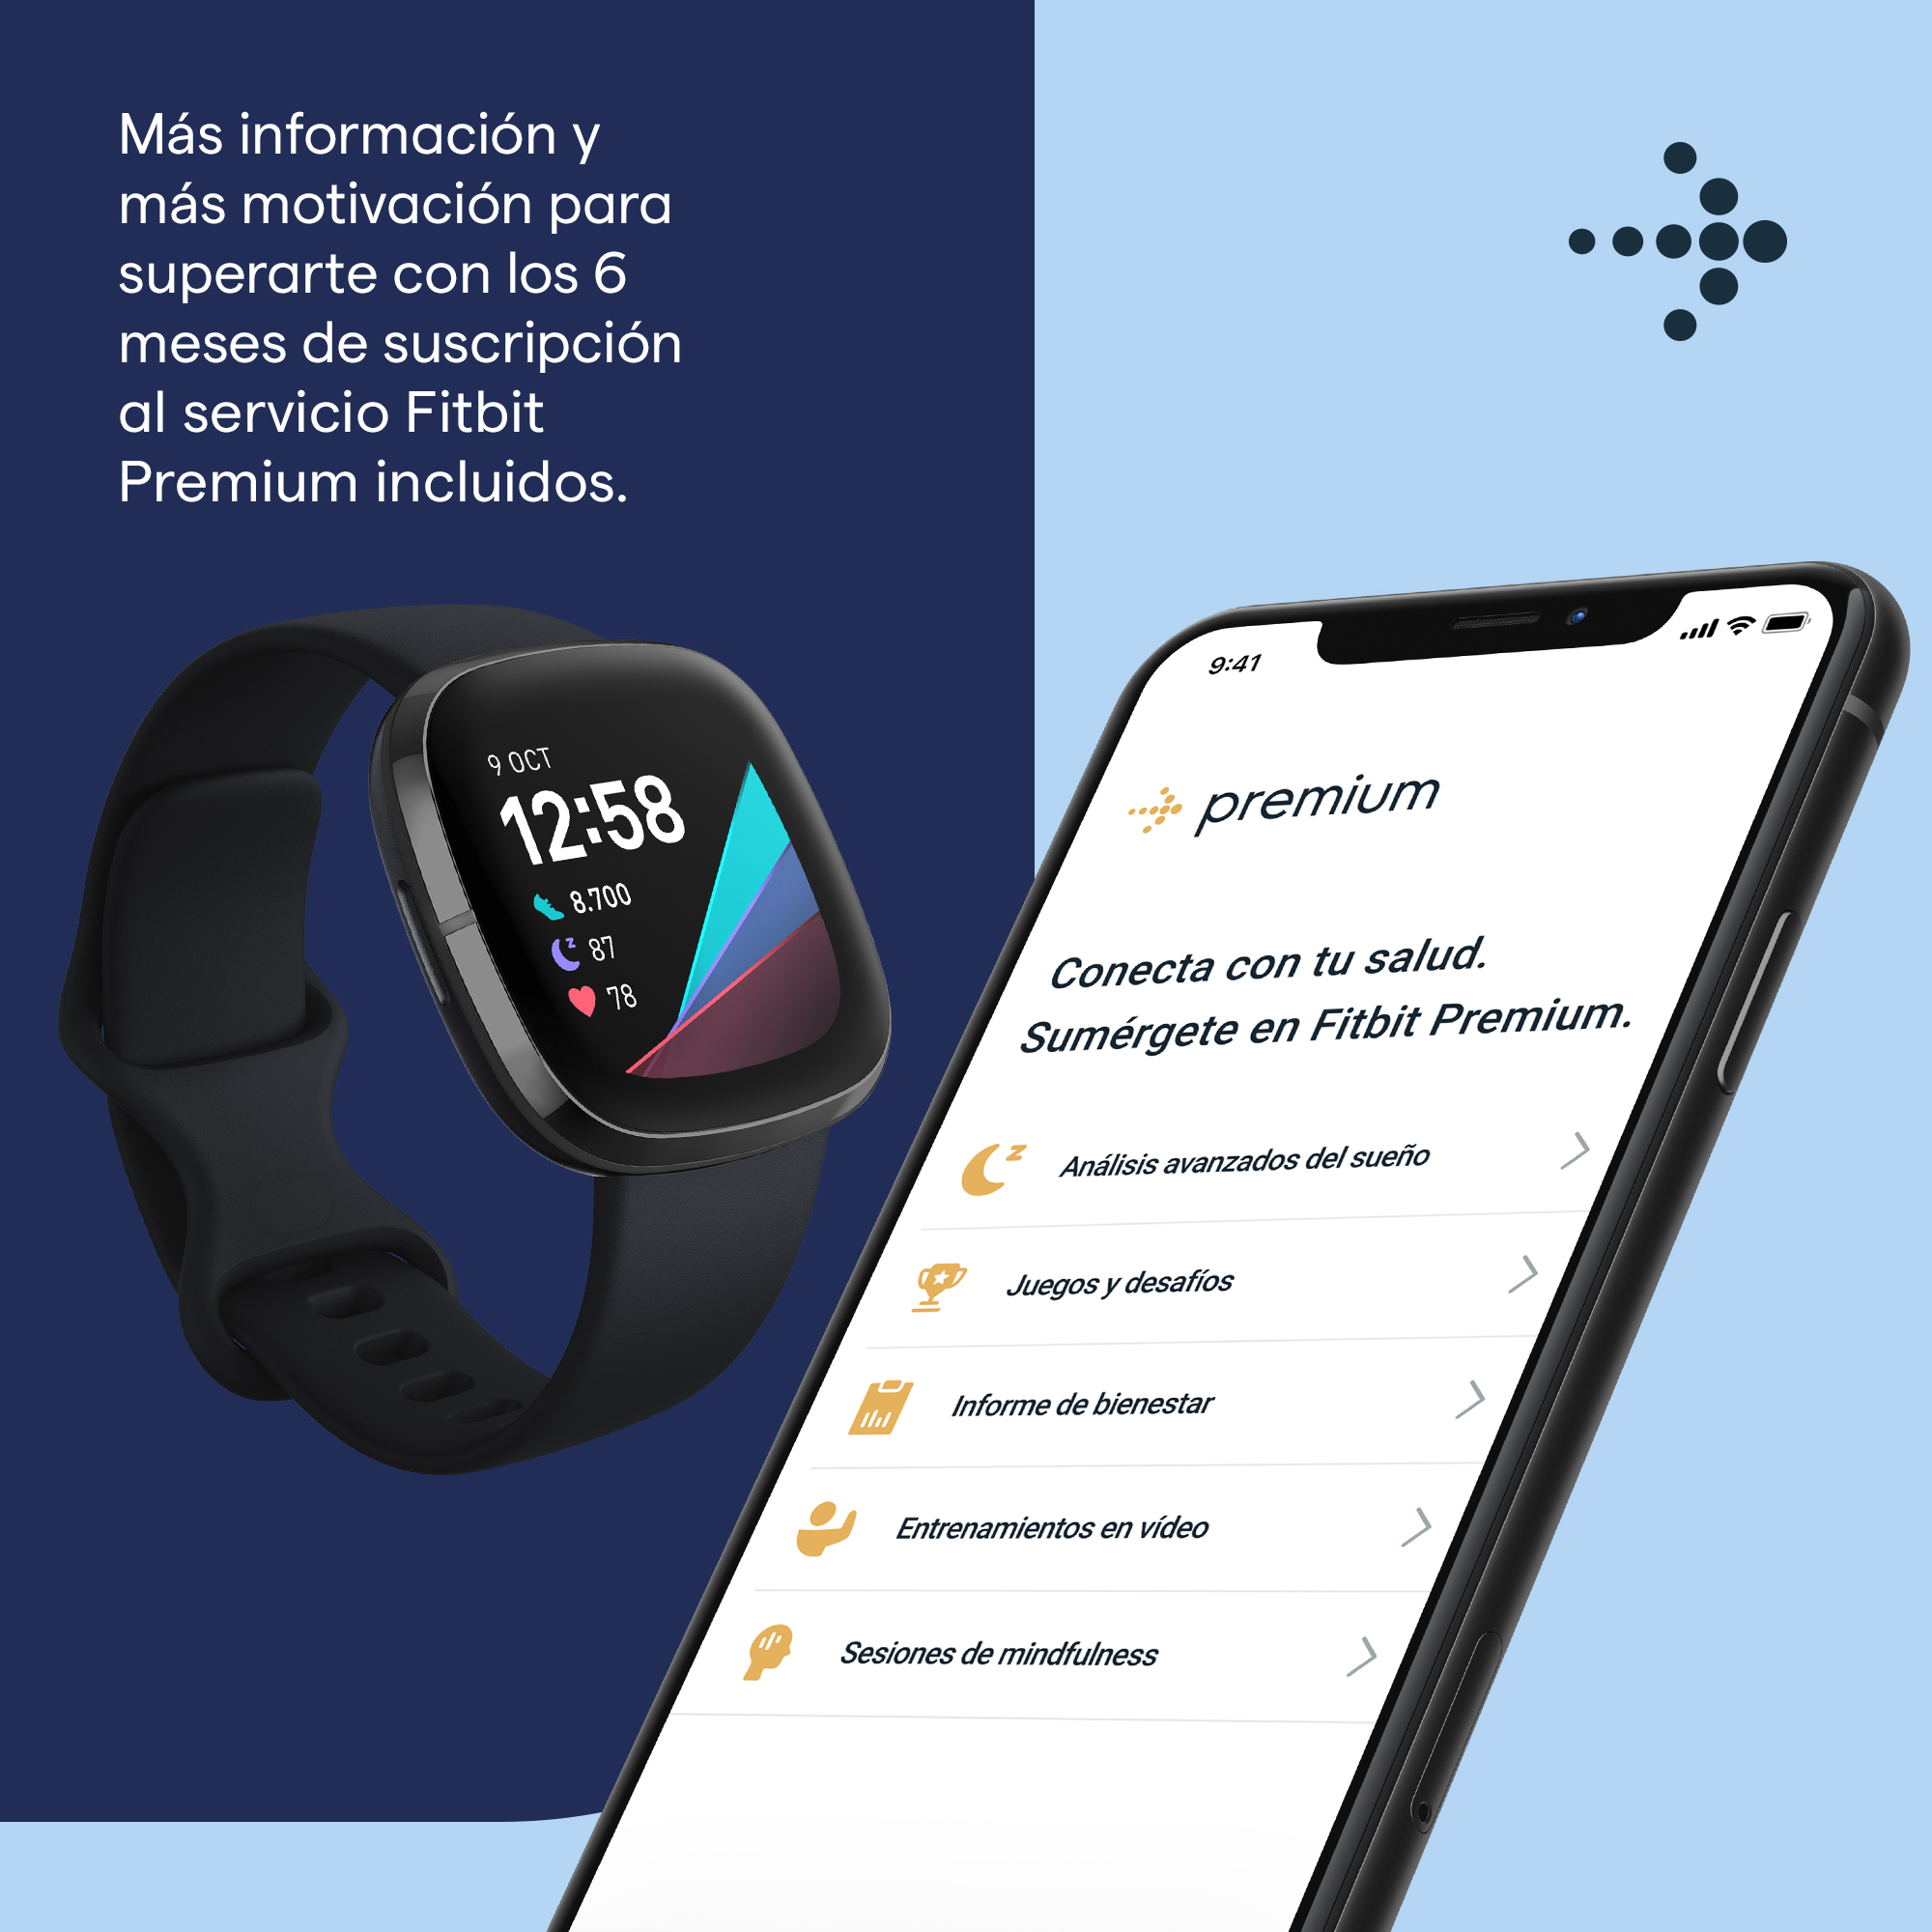 Más información y
más motivación para
superarte con los 6
meses de suscripción
al servicio Fitbit
Premium incluidos.
9 OCT
12:58
8.700
87
78
9:41
premium
Conecta con tu salud.
Sumérgete en Fitbit Premium.
Análisis avanzados del sueño
Juegos y desafíos
Informe de bienestar
Entrenamientos en vídeo
Sesiones de mindfulness